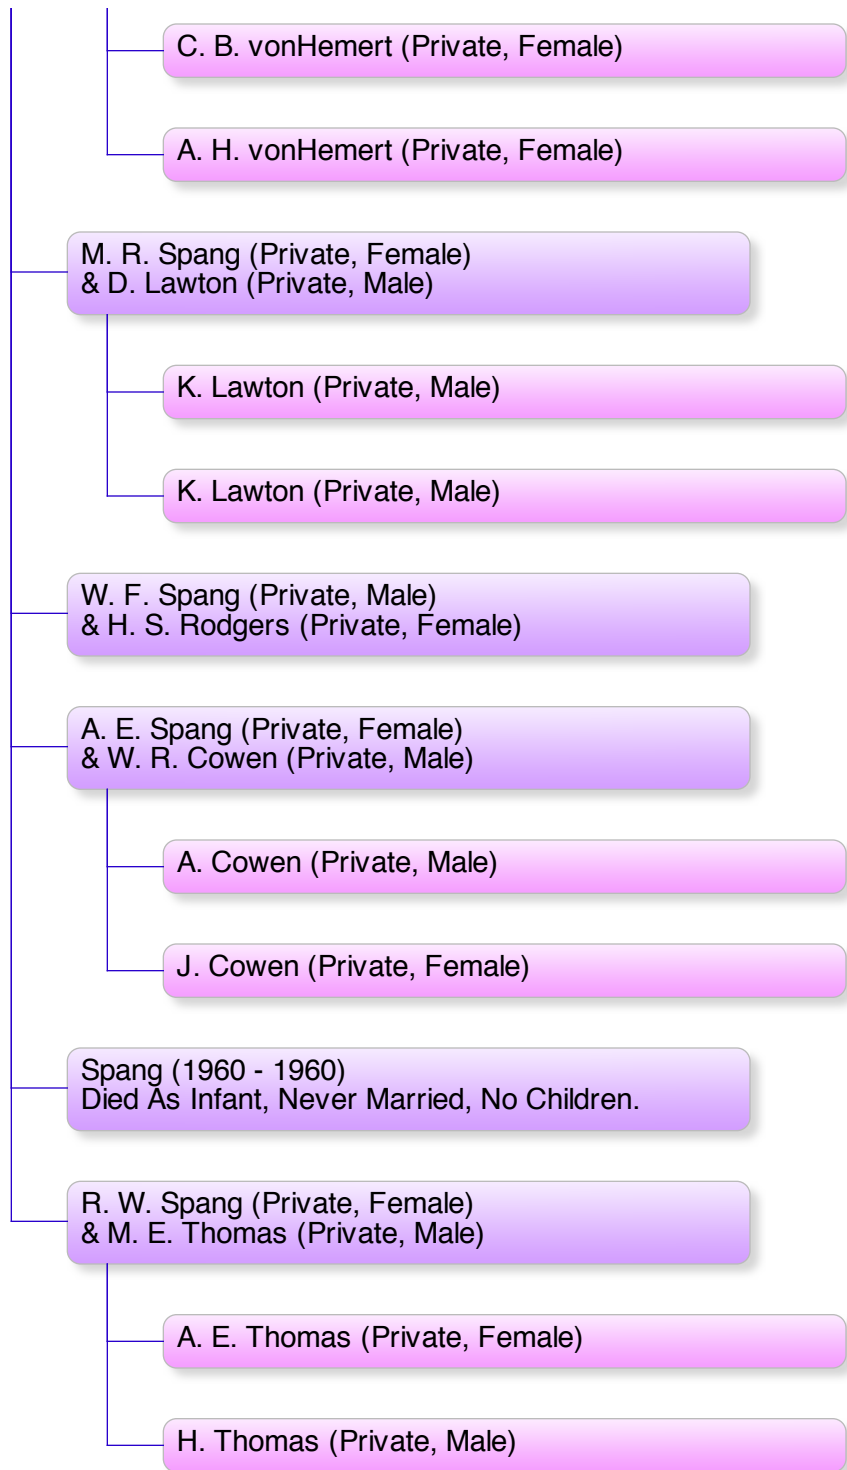 C. B. vonHemert (Private, Female)
A. H. vonHemert (Private, Female)
M. R. Spang (Private, Female)
& D. Lawton (Private, Male)
K. Lawton (Private, Male)
K. Lawton (Private, Male)
W. F. Spang (Private, Male)
& H. S. Rodgers (Private, Female)
A. E. Spang (Private, Female)
& W. R. Cowen (Private, Male)
A. Cowen (Private, Male)
J. Cowen (Private, Female)
Spang (1960 - 1960)
Died As Infant, Never Married, No Children.
R. W. Spang (Private, Female)
& M. E. Thomas (Private, Male)
A. E. Thomas (Private, Female)
H. Thomas (Private, Male)